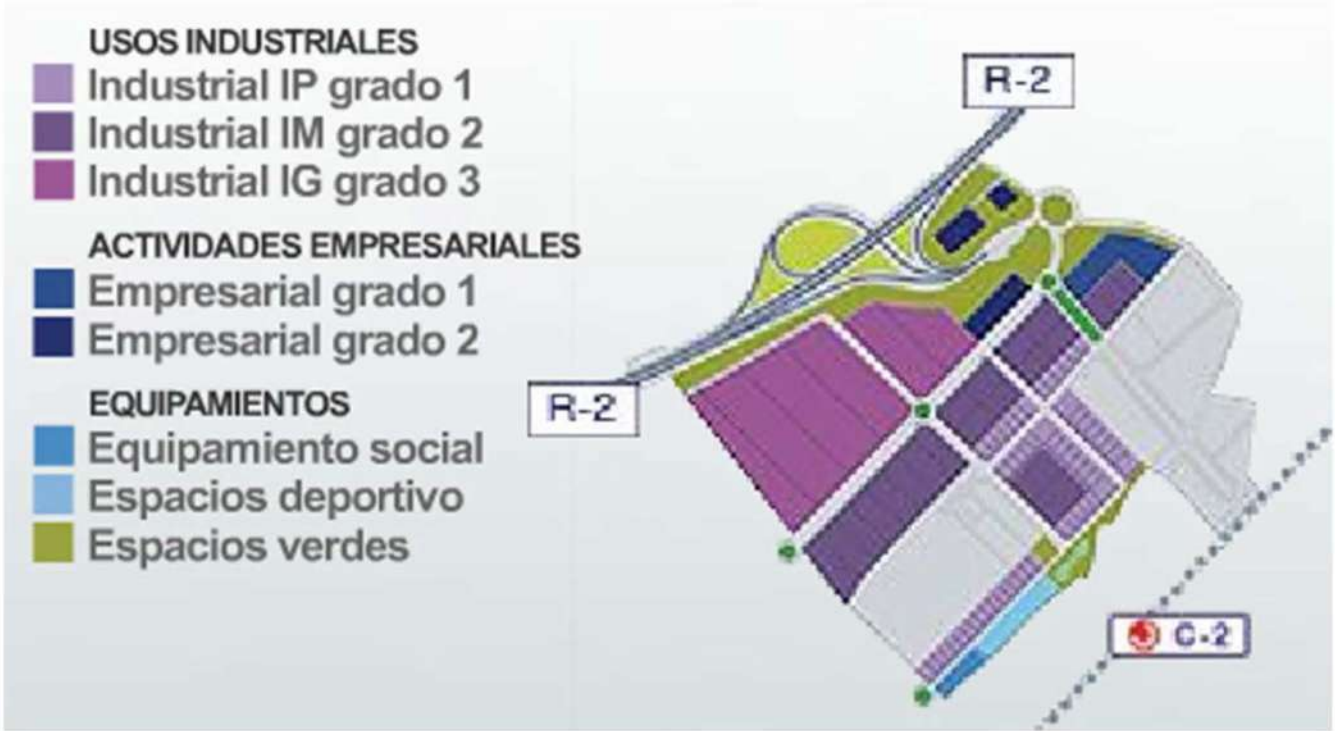 USOS INDUSTRIALES
Industrial IP grado 1
Industrial IM grado 2
Industrial IG grado 3
ACTIVIDADES EMPRESARIALES
Empresarial grado 1
Empresarial grado 2
EQUIPAMIENTOS
Equipamiento social
Espacios deportivo
Espacios verdes
R-2
R-2
C-2